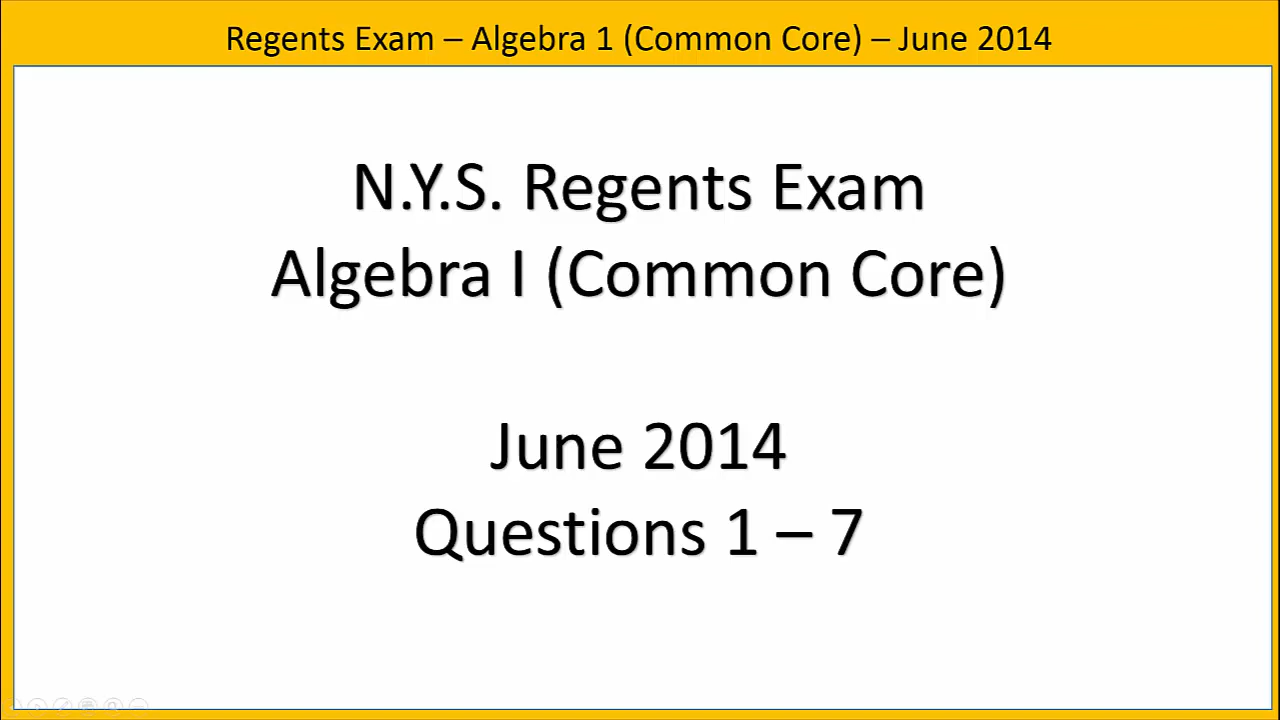 Regents Exam – Algebra 1 (Common Core) – June 2014
N.Y.S. Regents Exam
Algebra I (Common Core)
June 2014
Questions 1 – 7